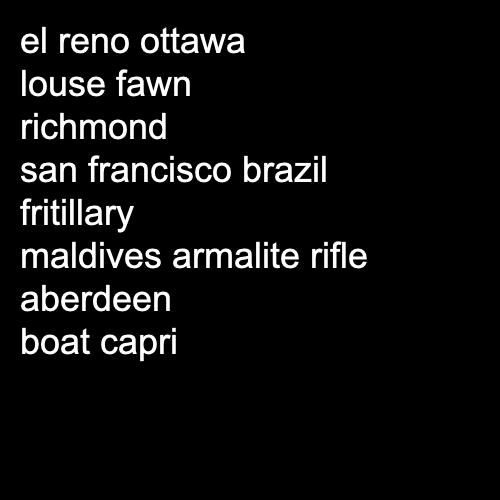 el reno ottawa
louse fawn
richmond
san francisco brazil
fritillary
maldives armalite rifle
aberdeen
boat capri